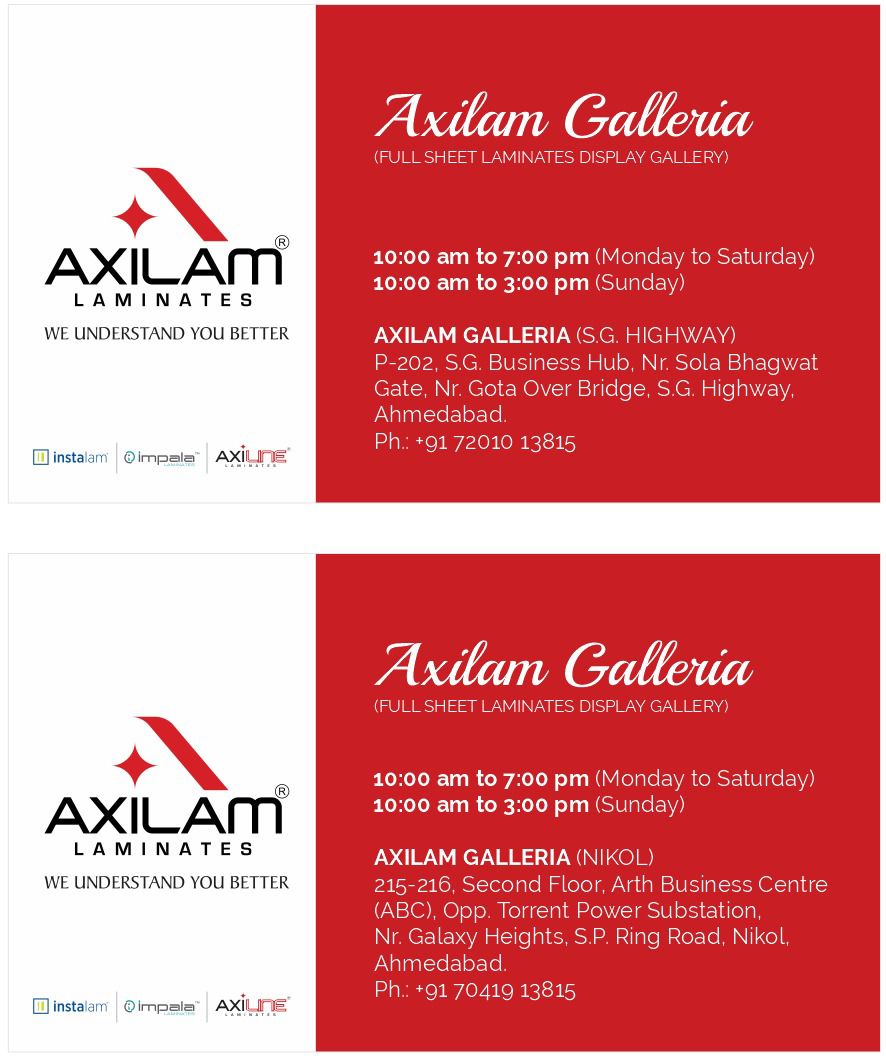 AXILAM®
LAMINATES
WE UNDERSTAND YOU BETTER
instalam
impala™
LAMINATES
AXILINE®
LAMINATES
Axilam Galleria
(FULL SHEET LAMINATES DISPLAY GALLERY)
10:00 am to 7:00 pm (Monday to Saturday)
10:00 am to 3:00 pm (Sunday)
AXILAM GALLERIA (S.G. HIGHWAY)
P-202, S.G. Business Hub, Nr. Sola Bhagwat
Gate, Nr. Gota Over Bridge, S.G. Highway,
Ahmedabad.
Ph.: +91 72010 13815
AXILAM®
LAMINATES
WE UNDERSTAND YOU BETTER
instalam
impala™
LAMINATES
AXILINE®
LAMINATES
Axilam Galleria
(FULL SHEET LAMINATES DISPLAY GALLERY)
10:00 am to 7:00 pm (Monday to Saturday)
10:00 am to 3:00 pm (Sunday)
AXILAM GALLERIA (NIKOL)
215-216, Second Floor, Arth Business Centre
(ABC), Opp. Torrent Power Substation,
Nr. Galaxy Heights, S.P. Ring Road, Nikol,
Ahmedabad.
Ph.: +91 70419 13815